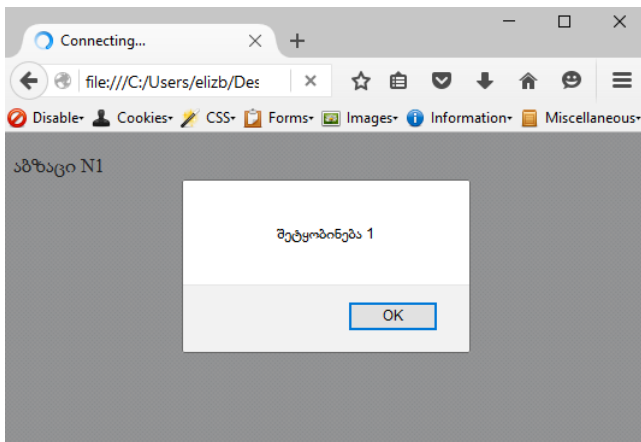 Connecting...
file:///C:/Users/elizb/Des
Disable Cookies CSS Forms Images Information Miscellaneous
აბზაცი N1
შეტყობინება 1
OK